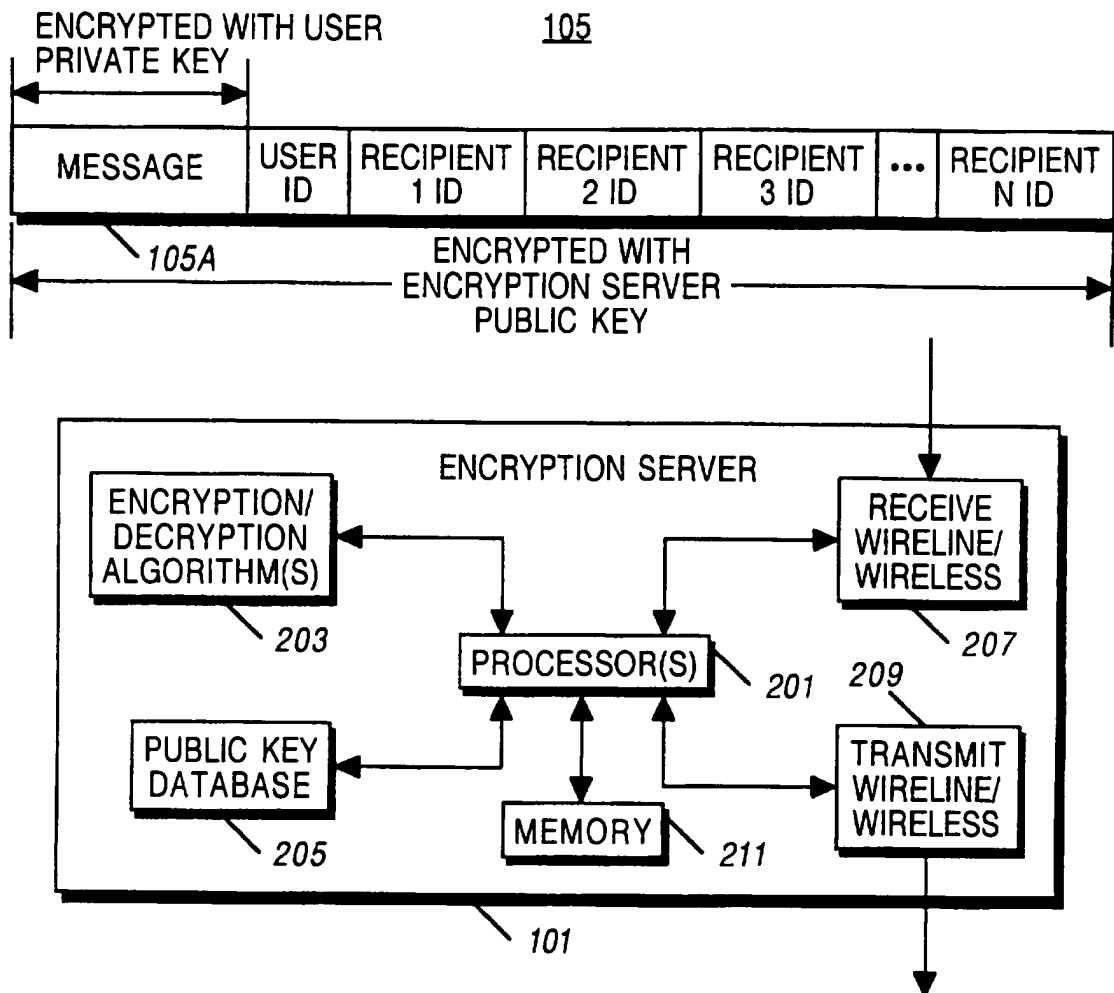 105
ENCRYPTED WITH USER
PRIVATE KEY
MESSAGE
USER
ID
RECIPIENT
1 ID
RECIPIENT
2 ID
RECIPIENT
3 ID
...
RECIPIENT
N ID
105A
ENCRYPTED WITH
ENCRYPTION SERVER
PUBLIC KEY
ENCRYPTION SERVER
ENCRYPTION/
DECRYPTION
ALGORITHM(S)
203
RECEIVE
WIRELINE/
WIRELESS
207
PROCESSOR(S)
201
209
PUBLIC KEY
DATABASE
205
MEMORY
211
TRANSMIT
WIRELINE/
WIRELESS
101